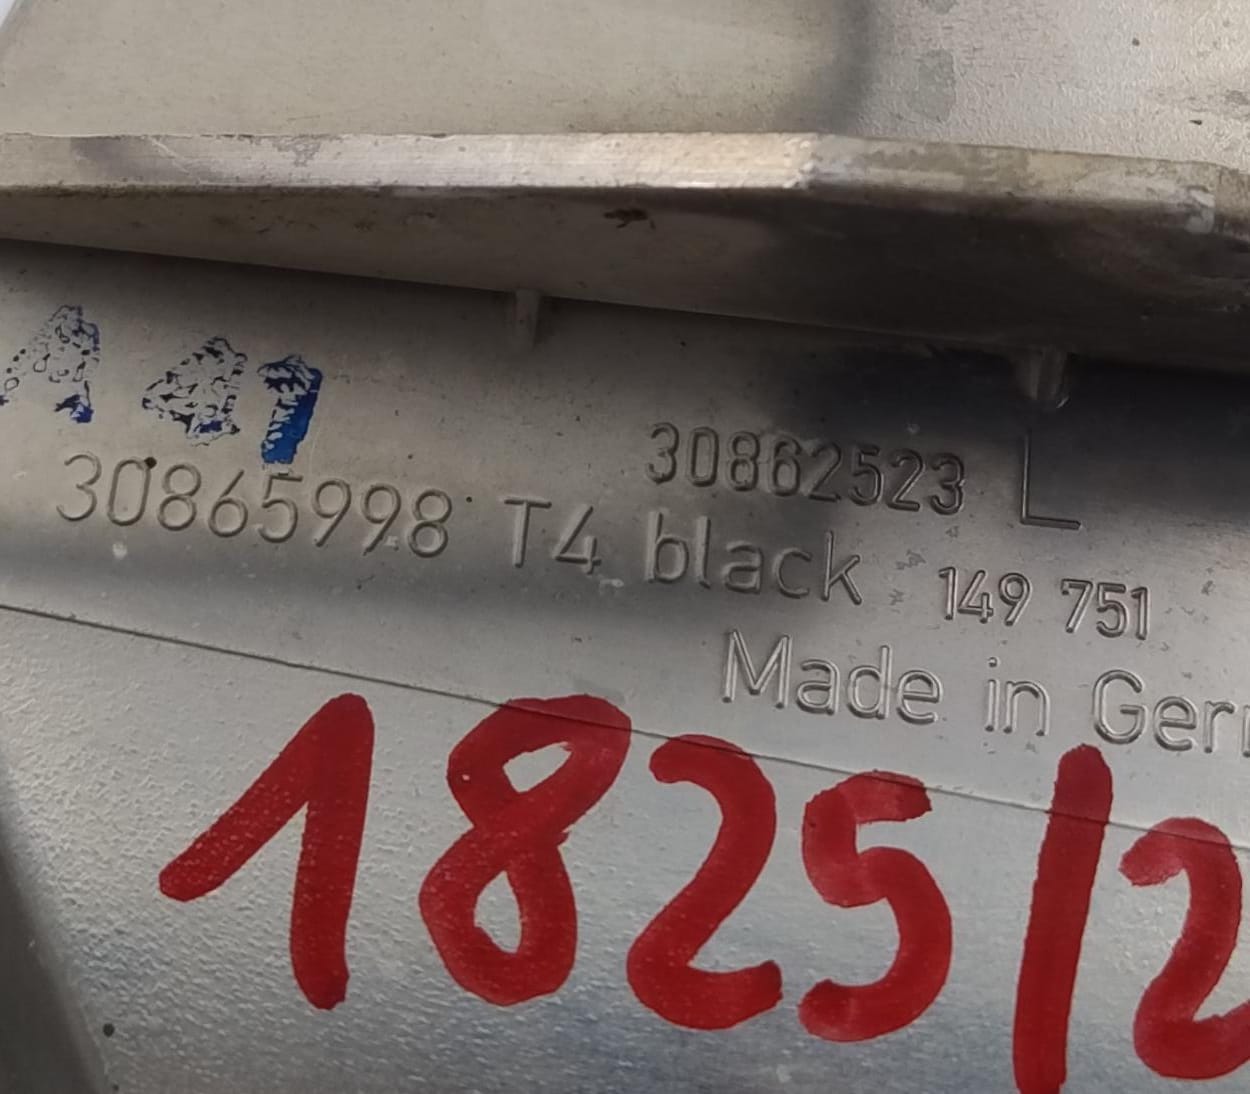 A 41
30862523 L
30865998 T4 black 149 751
Made in Ger
1825/2